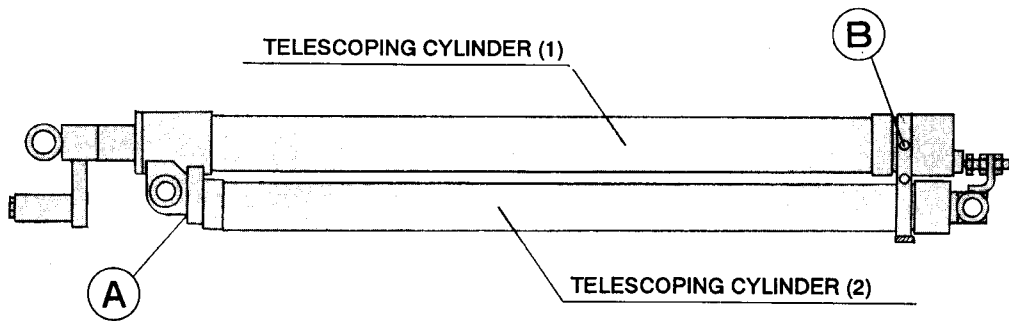 TELESCOPING CYLINDER (1)
B
A
TELESCOPING CYLINDER (2)